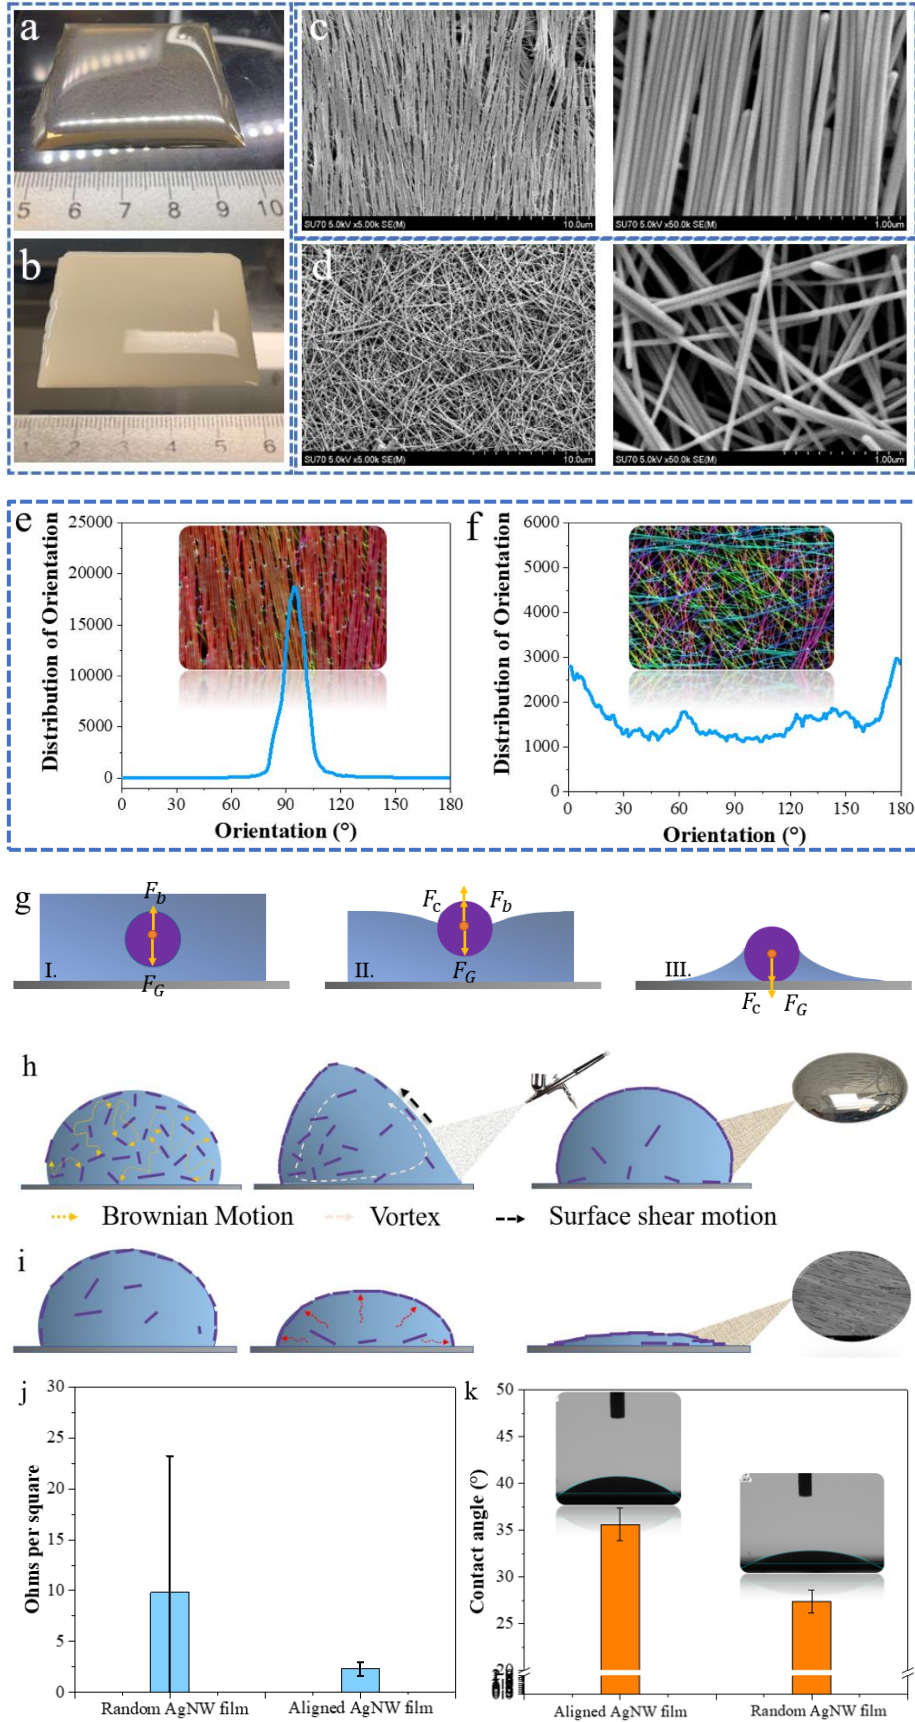 a
5 6 7 8 9 10
b
1 2 3 4 5 6
c
SU70 5.0kV x5.00k SE(M) 10.0um
SU70 5.0kV x50.0k SE(M) 1.00um
d
SU70 5.0kV x5.00k SE(M) 10.0um
SU70 5.0kV x50.0k SE(M) 1.00um
e
Distribution of Orientation
25000
20000
15000
10000
5000
0
0 30 60 90 120 150 180
Orientation (°)
f
Distribution of Orientation
6000
5000
4000
3000
2000
1000
0
0 30 60 90 120 150 180
Orientation (°)
g
F_b
I.
F_G
F_c F_b
II.
F_G
III.
F_c F_G
h
Brownian Motion Vortex Surface shear motion
i
j
Ohms per square
30
25
20
15
10
5
0
Random AgNW film Aligned AgNW film
k
Contact angle (°)
50
45
40
35
30
25
20
Aligned AgNW film Random AgNW film